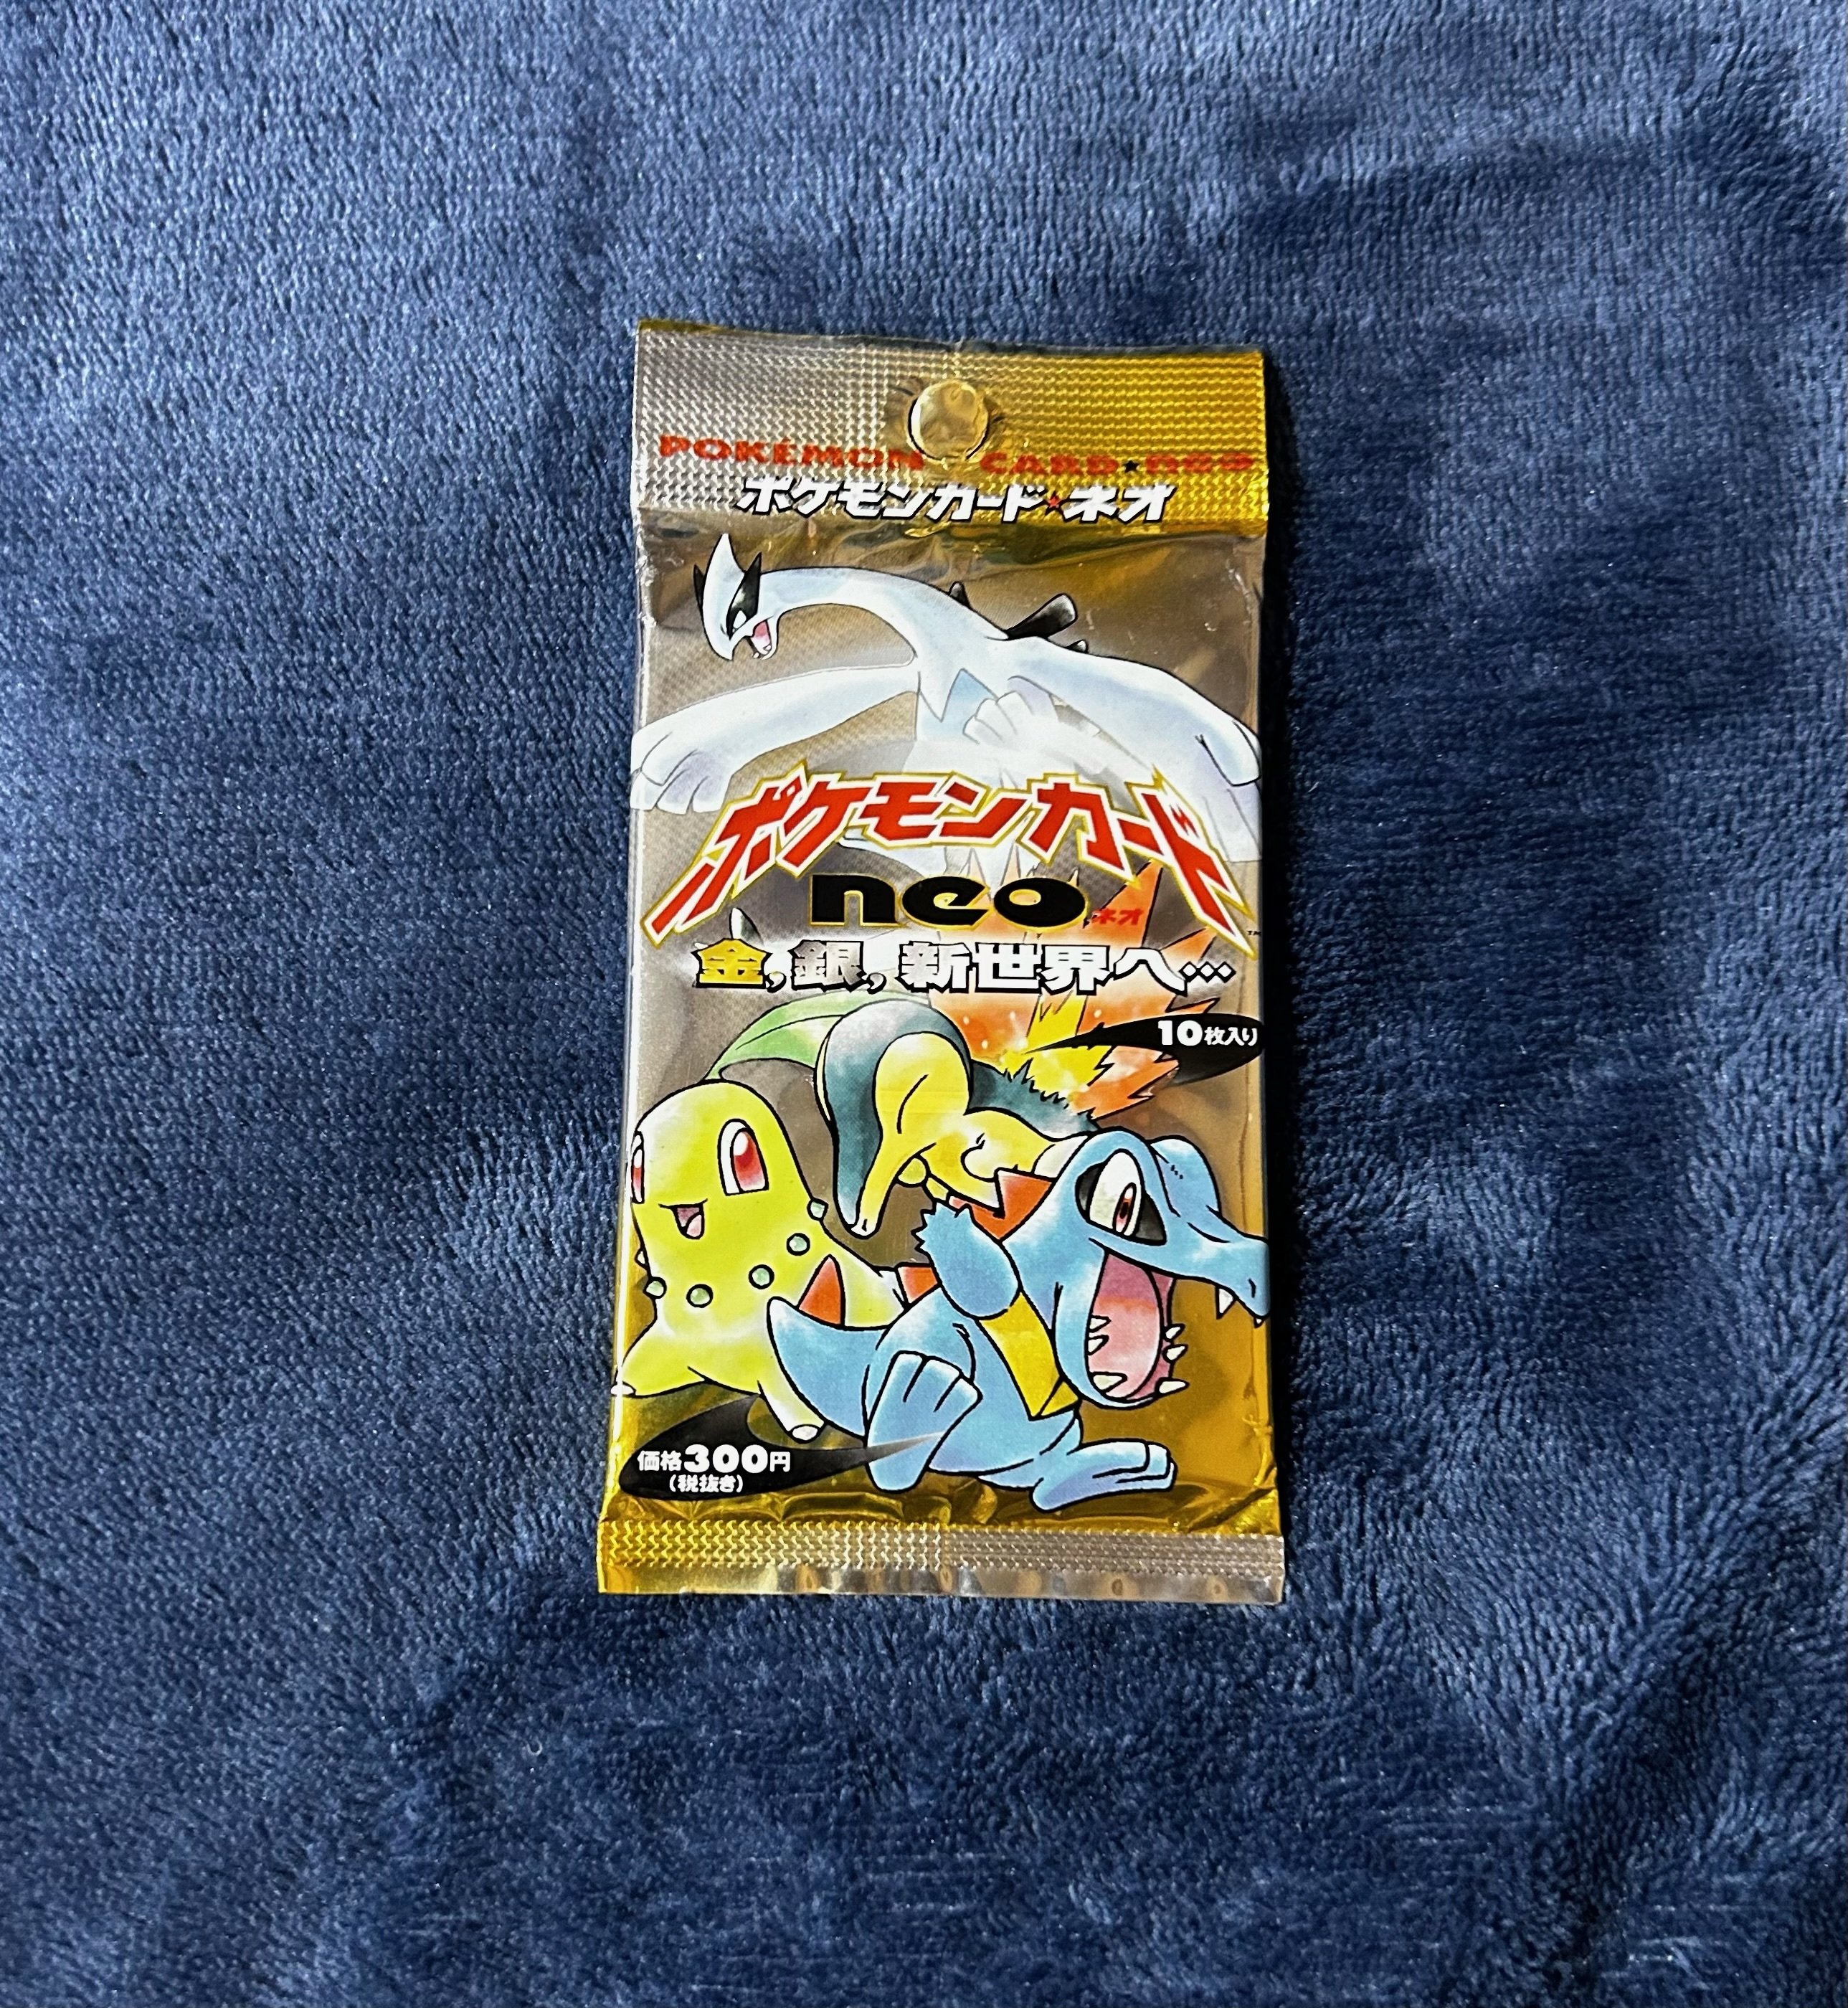 POKÉMON CARD★neo
ポケモンカード★ネオ
ポケモンカード
neo ネオ
™
金,銀,新世界へ…
10枚入り
価格300円
(税抜き)